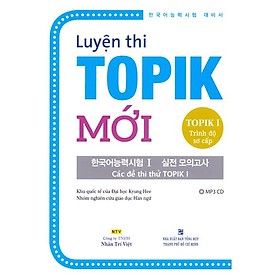 한국어능력시험 대비서
Luyện thi
TOPIK
MỚI
TOPIK I
Trình độ
sơ cấp
한국어능력시험 I 실전 모의고사
Các đề thi thử TOPIK I
MP3 CD
Khu quốc tế của Đại học Kyung Hee
Nhóm nghiên cứu giáo dục Hàn ngữ
NTV
Công ty TNHH
Nhân Trí Việt
NHÀ XUẤT BẢN TỔNG HỢP
THÀNH PHỐ HỒ CHÍ MINH